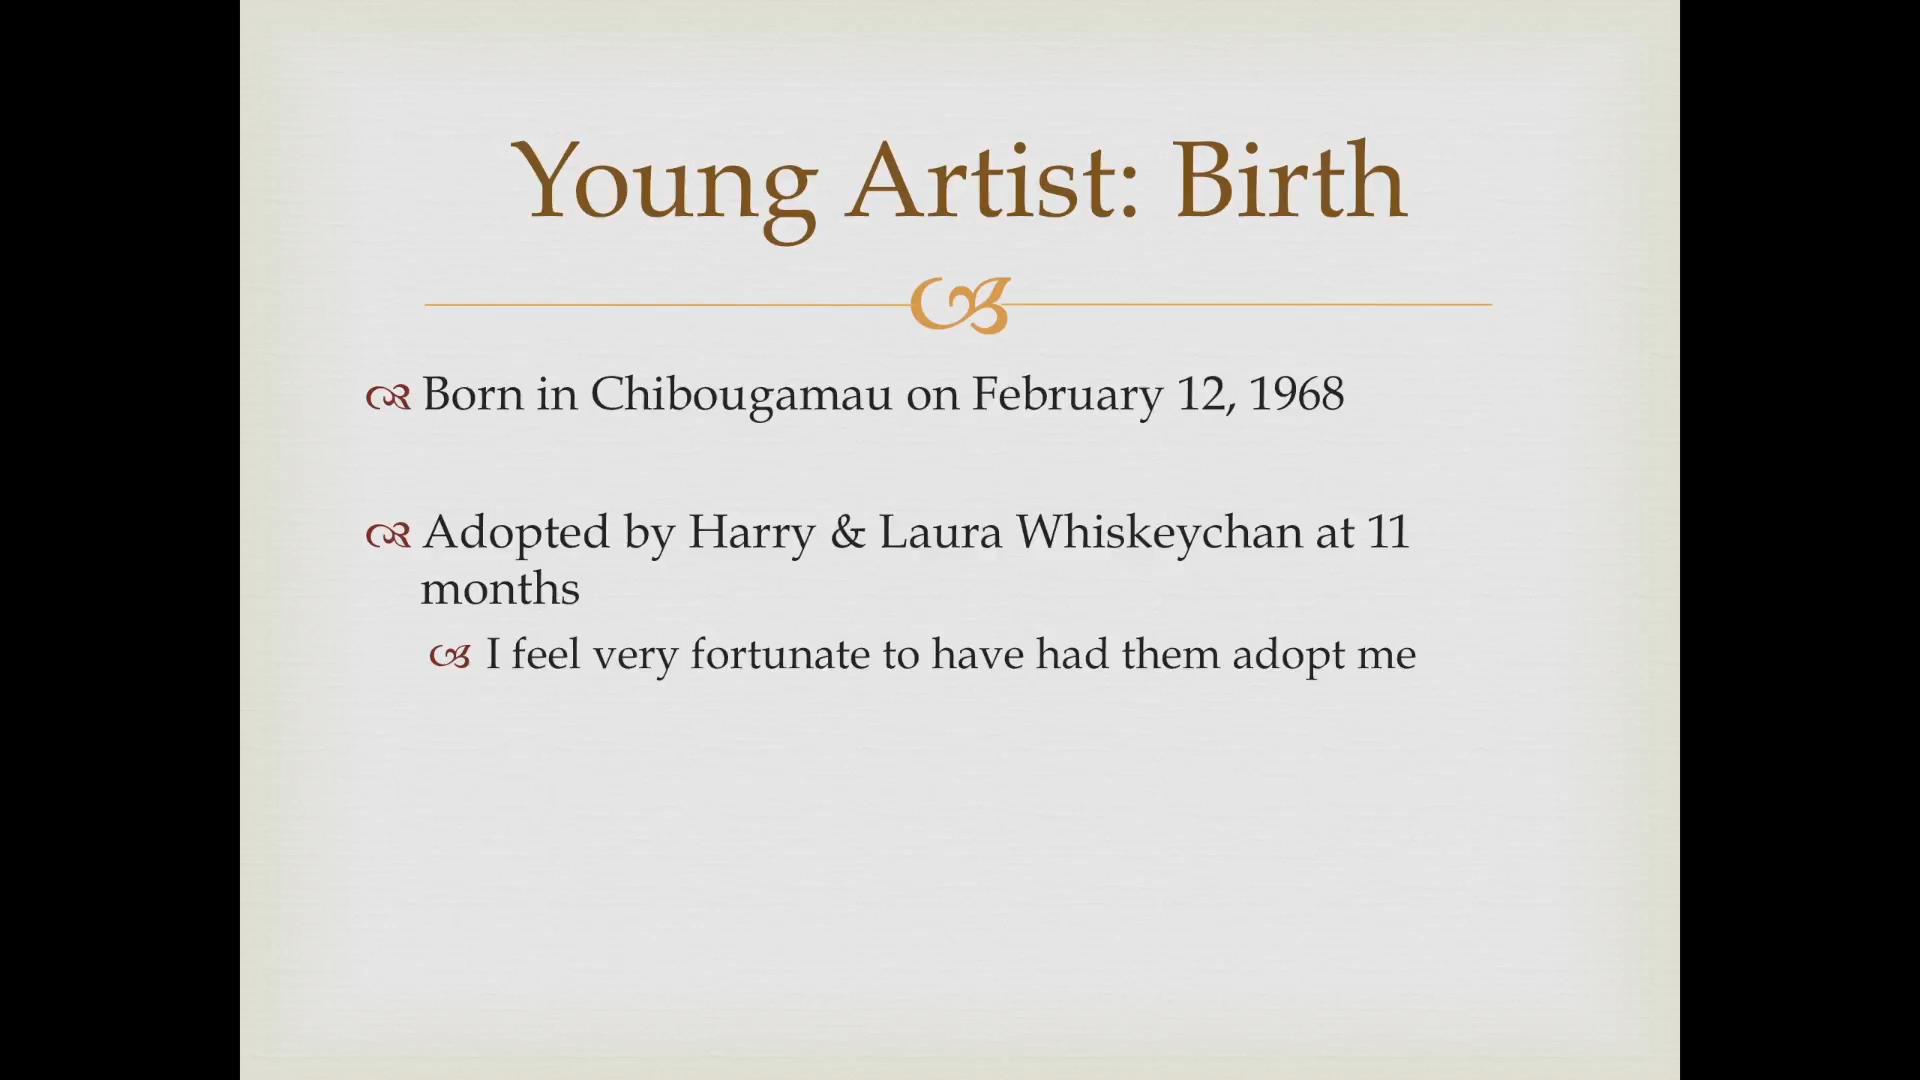 Young Artist: Birth
Born in Chibougamau on February 12, 1968
Adopted by Harry & Laura Whiskeychan at 11
months
I feel very fortunate to have had them adopt me